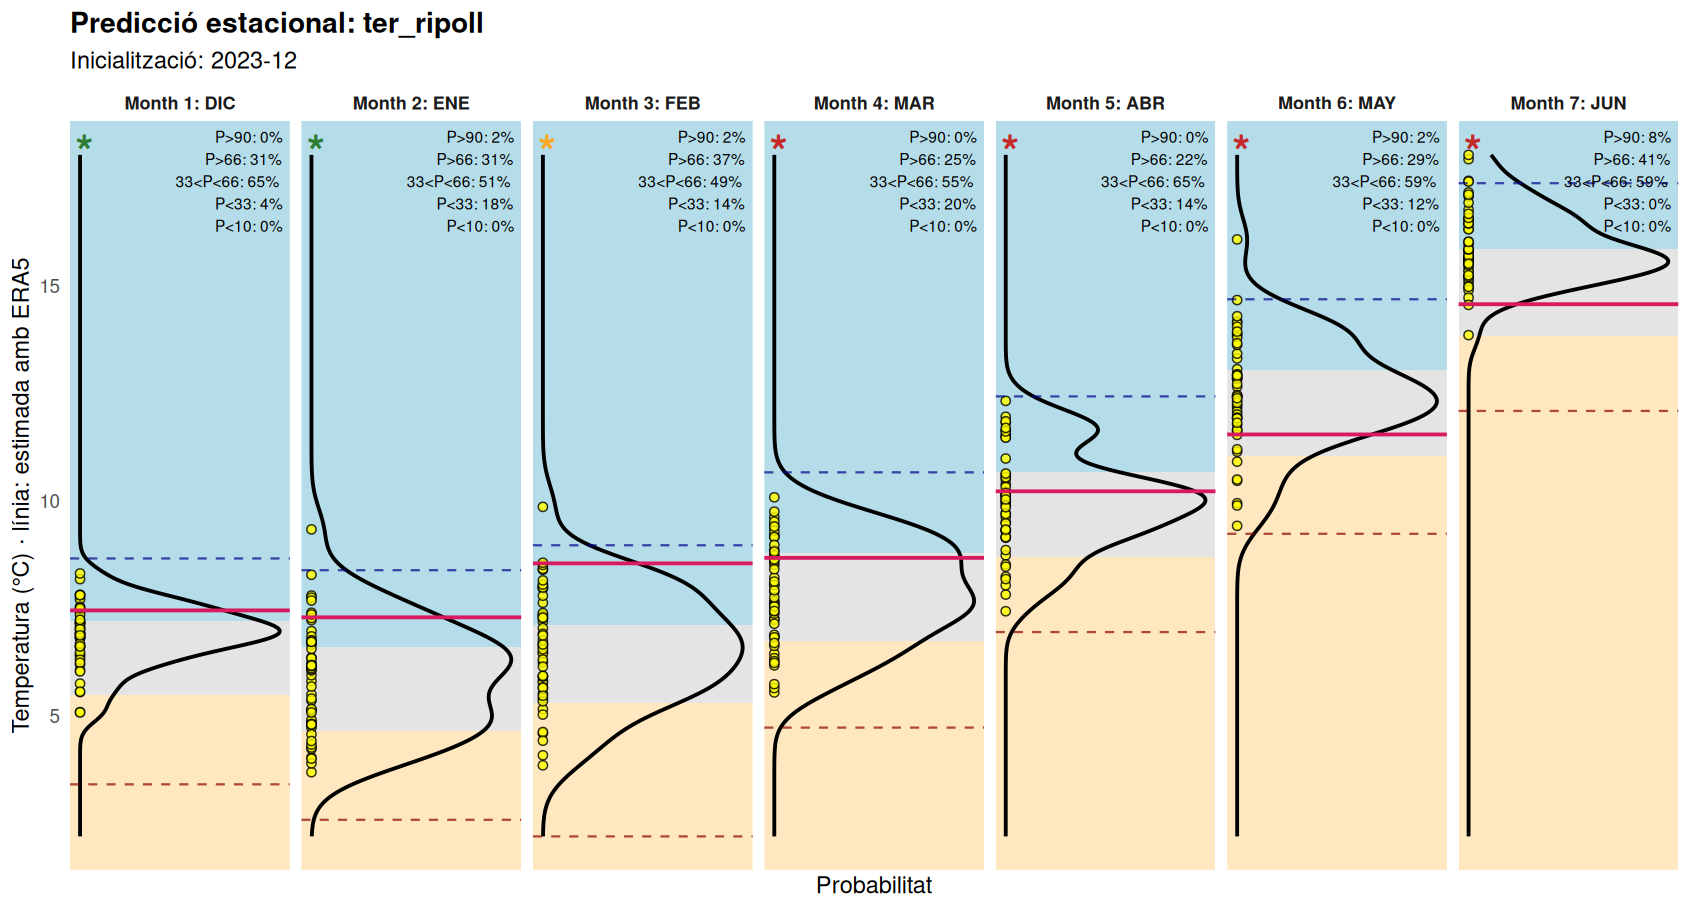 Predicció estacional: ter_ripoll
Inicialització: 2023-12
Month 1: DIC
Month 2: ENE
Month 3: FEB
Month 4: MAR
Month 5: ABR
Month 6: MAY
Month 7: JUN
P>90: 0%
P>66: 31%
33<P<66: 65%
P<33: 4%
P<10: 0%
P>90: 2%
P>66: 31%
33<P<66: 51%
P<33: 18%
P<10: 0%
P>90: 2%
P>66: 37%
33<P<66: 49%
P<33: 14%
P<10: 0%
P>90: 0%
P>66: 25%
33<P<66: 55%
P<33: 20%
P<10: 0%
P>90: 0%
P>66: 22%
33<P<66: 65%
P<33: 14%
P<10: 0%
P>90: 2%
P>66: 29%
33<P<66: 59%
P<33: 12%
P<10: 0%
P>90: 8%
P>66: 41%
33<P<66: 59%
P<33: 0%
P<10: 0%
Temperatura (°C) · línia: estimada amb ERA5
15
10
5
Probabilitat